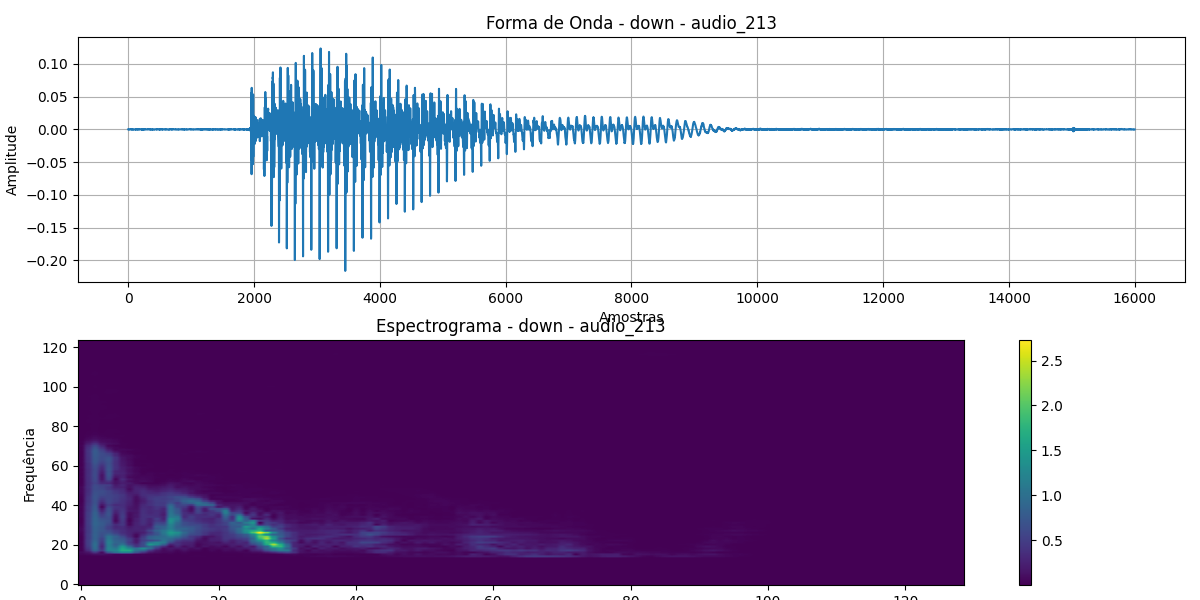 Forma de Onda - down - audio_213
0.10
0.05
0.00
−0.05
−0.10
−0.15
−0.20
Amplitude
0 2000 4000 6000 8000 10000 12000 14000 16000
Amostras
Espectrograma - down - audio_213
120
100
80
60
40
20
0
Frequência
0 20 40 60 80 100 120
2.5
2.0
1.5
1.0
0.5